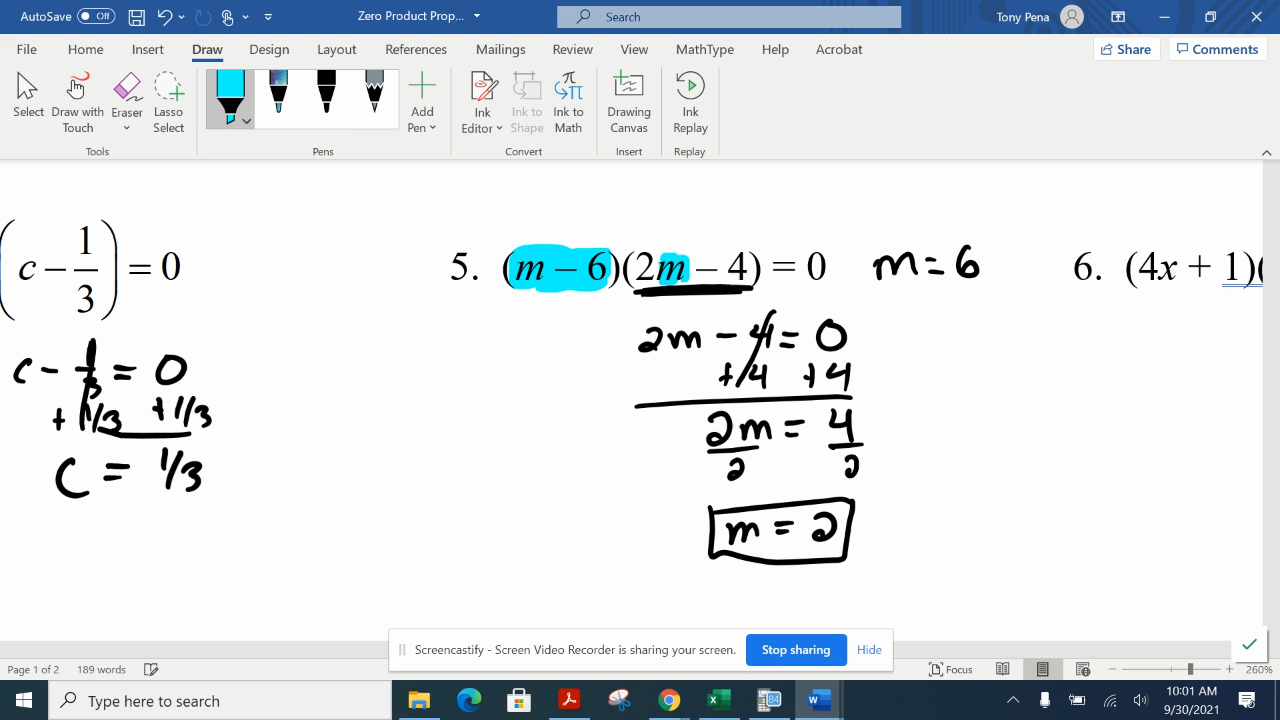 AutoSave Off Zero Product Prop... Search Tony Pena
File Home Insert Draw Design Layout References Mailings Review View MathType Help Acrobat Share Comments
Select Draw with Touch Eraser Lasso Select Add Pen Ink Editor Ink to Shape Ink to Math Drawing Canvas Ink Replay
Tools Pens Convert Insert Replay
(c − 1/3) = 0
5. (m − 6)(2m − 4) = 0 m = 6
6. (4x + 1)(
c − 1/3 = 0
+ 1/3 + 1/3
c = 1/3
2m − 4 = 0
+4 +4
2m = 4
2 2
m = 2
Screencastify - Screen Video Recorder is sharing your screen. Stop sharing Hide
Page 1 of 2 189 words Focus 260%
Type here to search 10:01 AM
9/30/2021